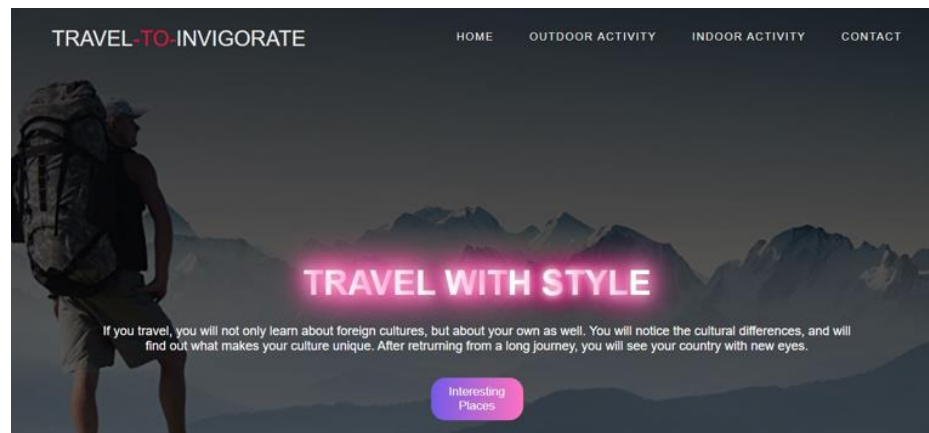 TRAVEL-TO-INVIGORATE
HOME OUTDOOR ACTIVITY INDOOR ACTIVITY CONTACT
TRAVEL WITH STYLE
If you travel, you will not only learn about foreign cultures, but about your own as well. You will notice the cultural differences, and will
find out what makes your culture unique. After retrurning from a long journey, you will see your country with new eyes.
Interesting
Places